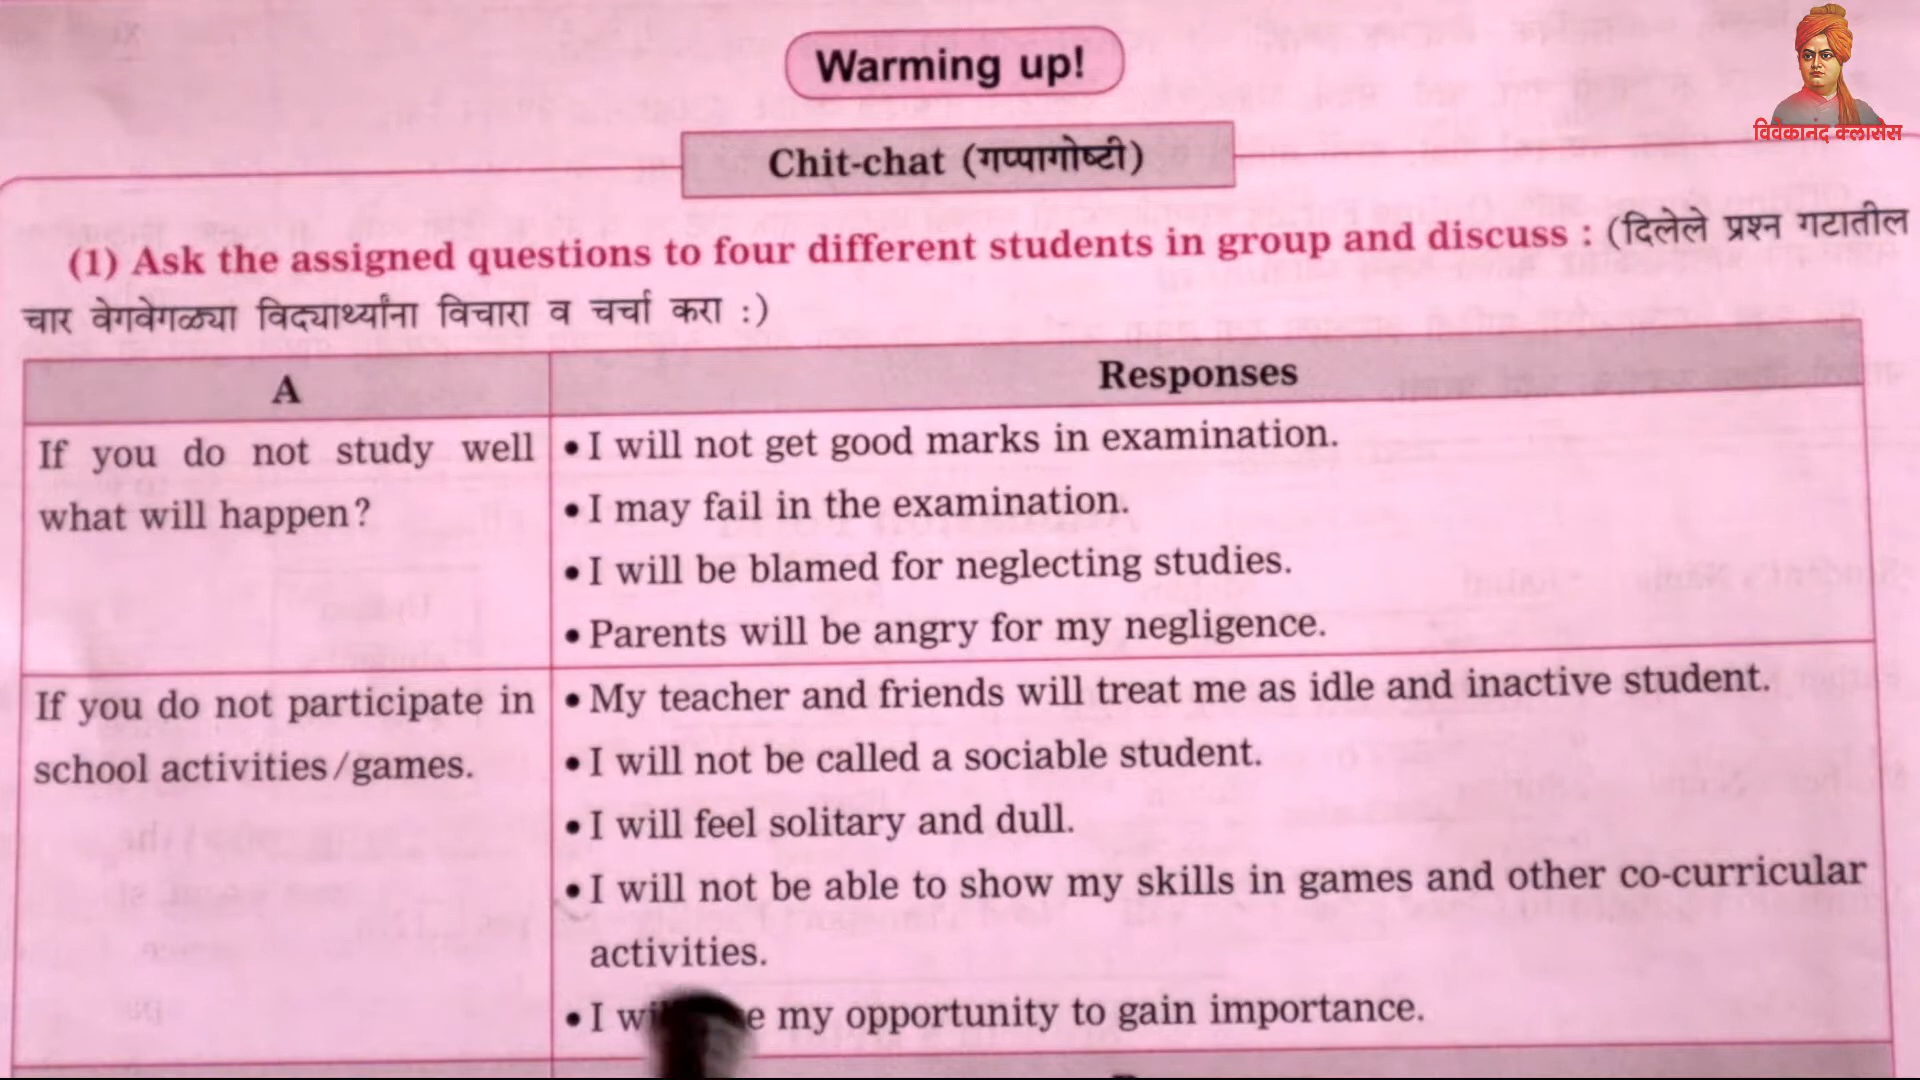 Warming up!
विवेकानंद क्लासेस
Chit-chat (गप्पागोष्टी)
(1) Ask the assigned questions to four different students in group and discuss : (दिलेले प्रश्न गटातील
चार वेगवेगळ्या विद्यार्थ्यांना विचारा व चर्चा करा :)
A
Responses
If you do not study well
what will happen?
• I will not get good marks in examination.
• I may fail in the examination.
• I will be blamed for neglecting studies.
• Parents will be angry for my negligence.
If you do not participate in
school activities/games.
• My teacher and friends will treat me as idle and inactive student.
• I will not be called a sociable student.
• I will feel solitary and dull.
• I will not be able to show my skills in games and other co-curricular
activities.
• I my opportunity to gain importance.